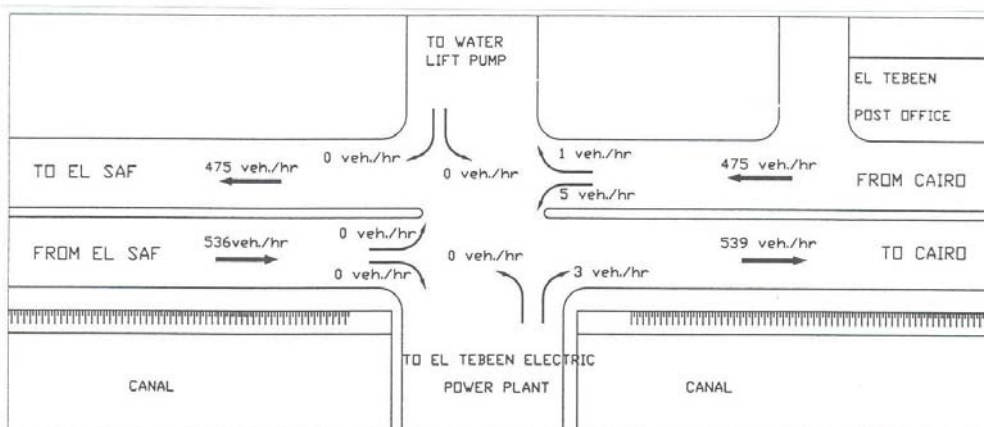 TO WATER
LIFT PUMP
EL TEBEEN
POST OFFICE
0 veh./hr
1 veh./hr
TO EL SAF
475 veh./hr
0 veh./hr
475 veh./hr
FROM CAIRO
5 veh./hr
0 veh./hr
FROM EL SAF
536veh./hr
0 veh./hr
539 veh./hr
TO CAIRO
0 veh./hr
3 veh./hr
TO EL TEBEEN ELECTRIC
POWER PLANT
CANAL
CANAL